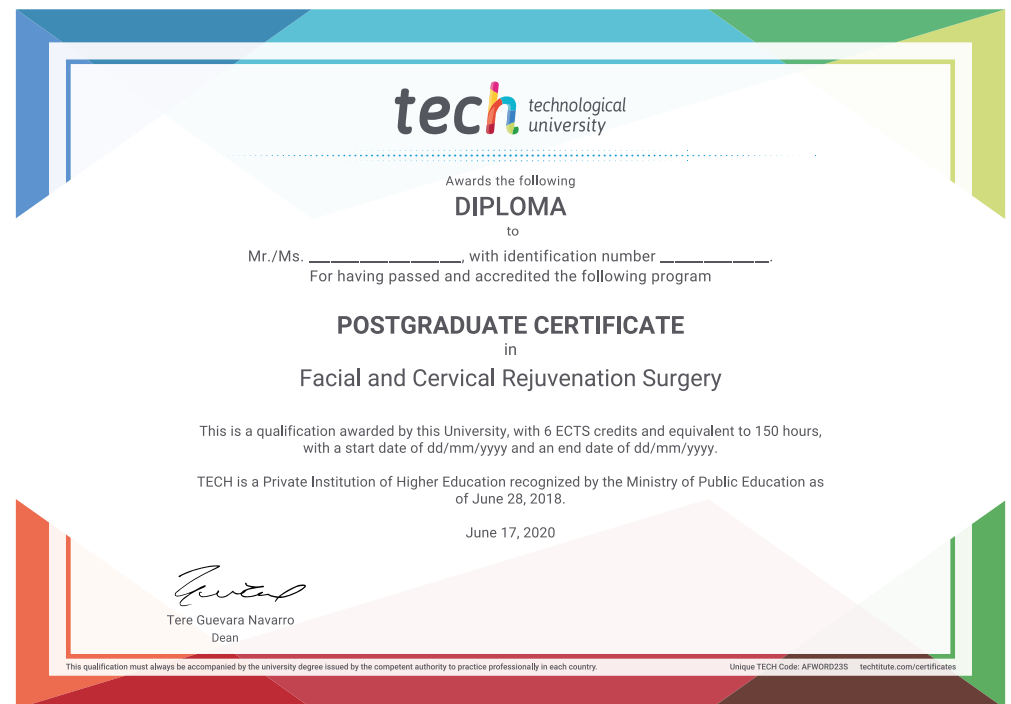 tech technological
university
Awards the following
DIPLOMA
to
Mr./Ms. __________________, with identification number _____________.
For having passed and accredited the following program
POSTGRADUATE CERTIFICATE
in
Facial and Cervical Rejuvenation Surgery
This is a qualification awarded by this University, with 6 ECTS credits and equivalent to 150 hours,
with a start date of dd/mm/yyyy and an end date of dd/mm/yyyy.
TECH is a Private Institution of Higher Education recognized by the Ministry of Public Education as
of June 28, 2018.
June 17, 2020
Tere Guevara Navarro
Dean
This qualification must always be accompanied by the university degree issued by the competent authority to practice professionally in each country.
Unique TECH Code: AFWORD23S techtitute.com/certificates